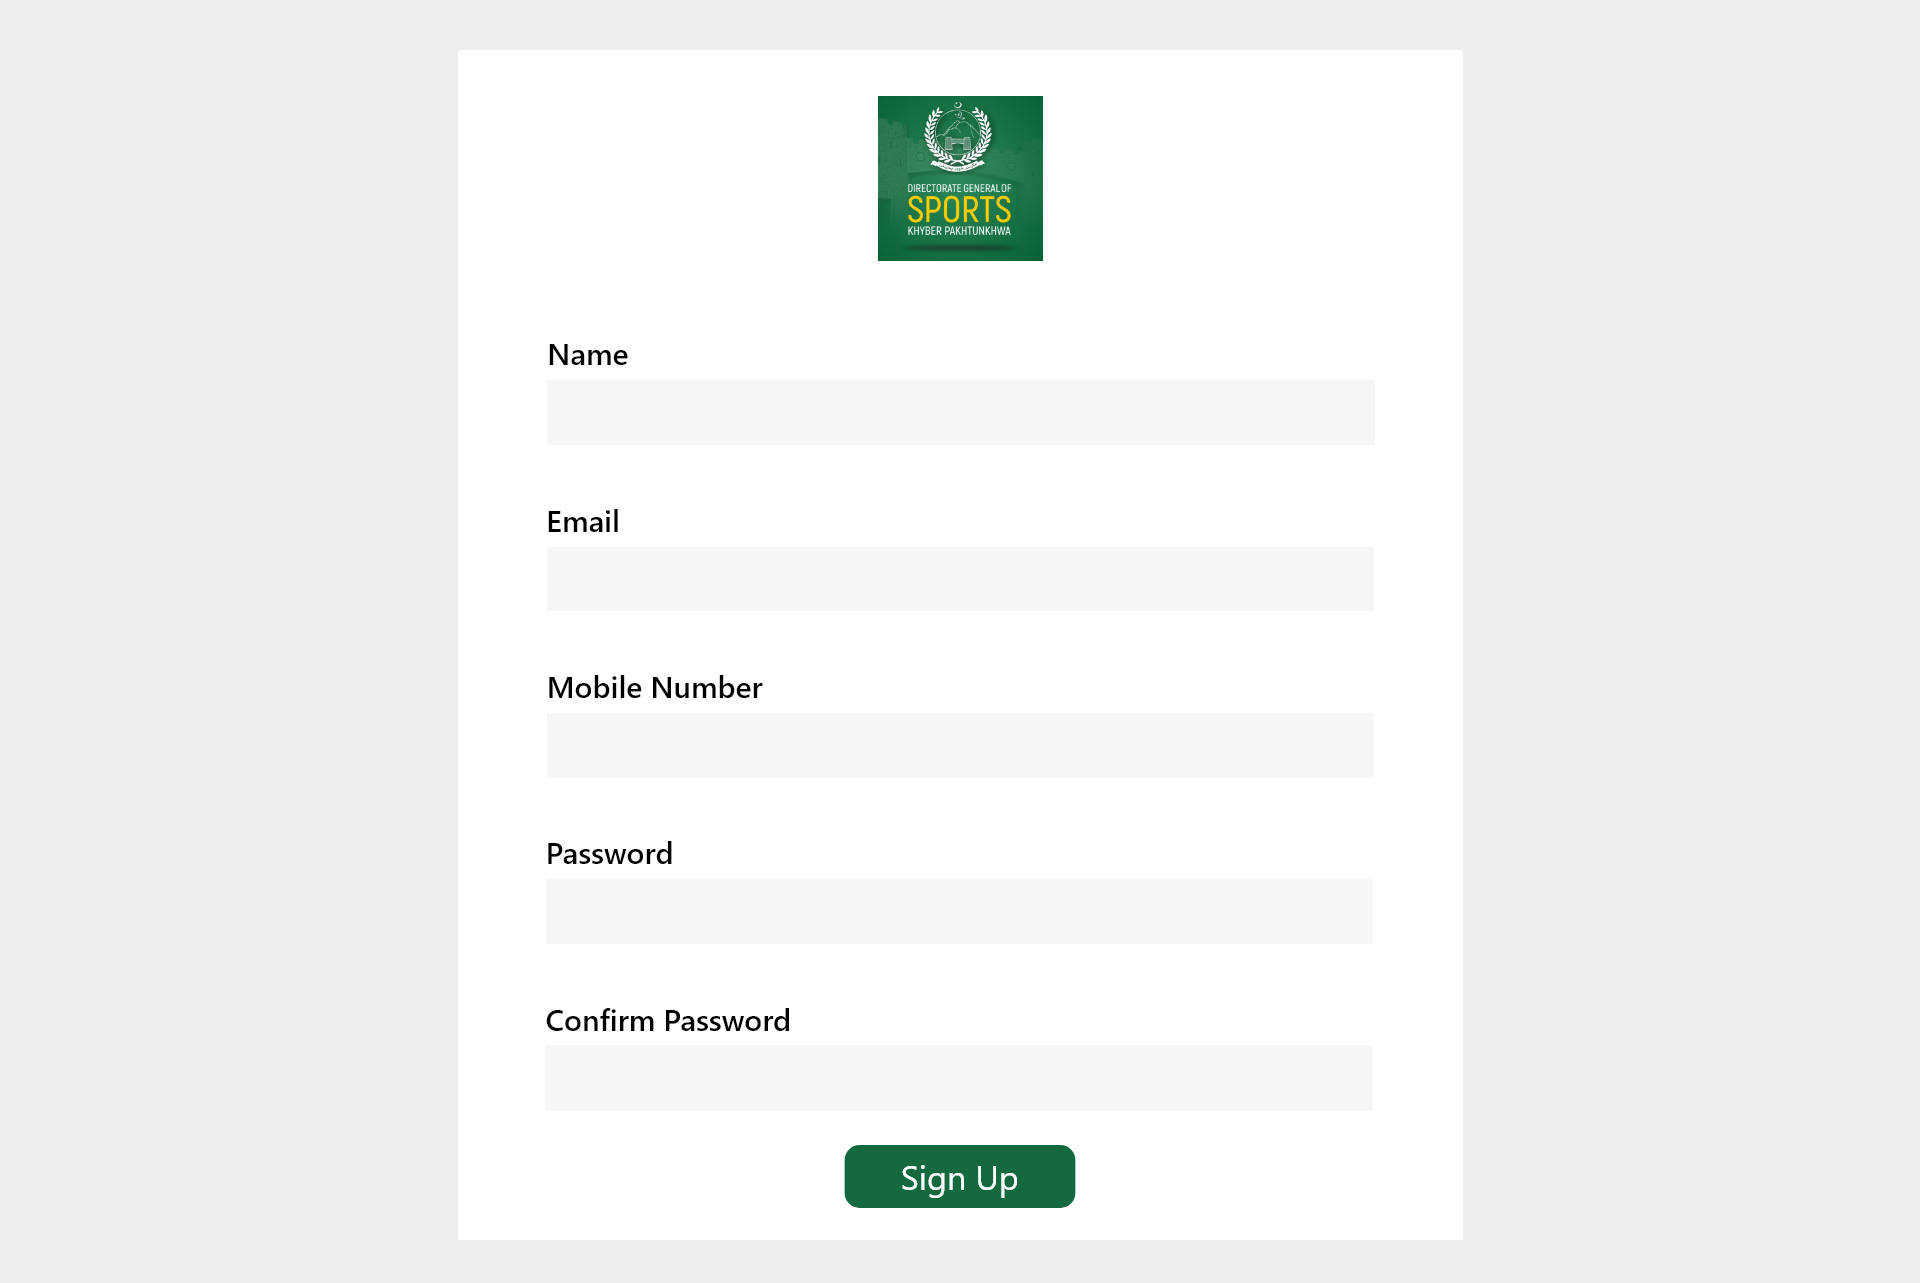 DIRECTORATE GENERAL OF
SPORTS
KHYBER PAKHTUNKHWA
Name
Email
Mobile Number
Password
Confirm Password
Sign Up